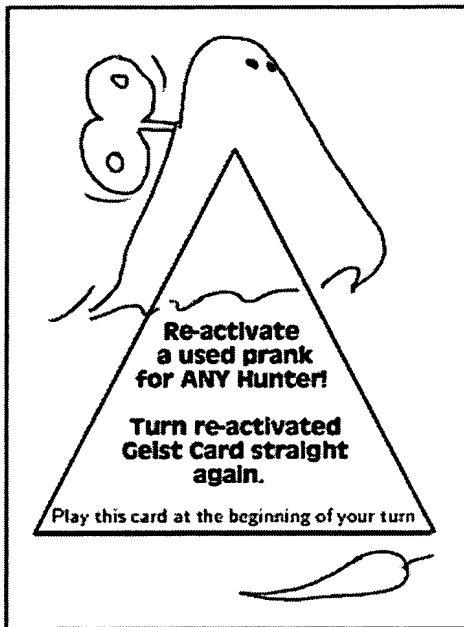 Re-activate
a used prank
for ANY Hunter!
Turn re-activated
Geist Card straight
again.
Play this card at the beginning of your turn